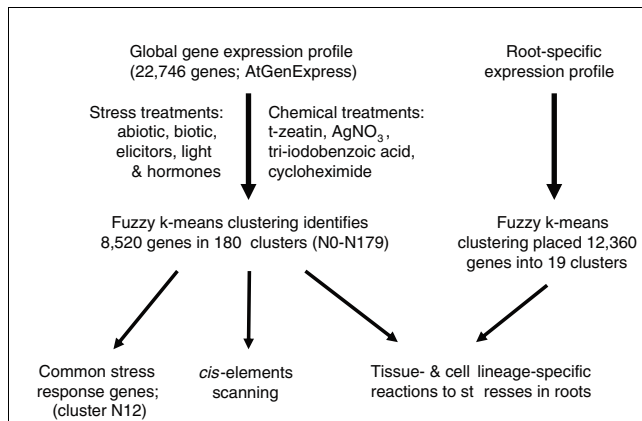 Global gene expression profile
(22,746 genes; AtGenExpress)
Root-specific
expression profile
Stress treatments:
abiotic, biotic,
elicitors, light
& hormones
Chemical treatments:
t-zeatin, AgNO3,
tri-iodobenzoic acid,
cycloheximide
Fuzzy k-means clustering identifies
8,520 genes in 180 clusters (N0-N179)
Fuzzy k-means
clustering placed 12,360
genes into 19 clusters
Common stress
response genes;
(cluster N12)
cis-elements
scanning
Tissue- & cell lineage-specific
reactions to st resses in roots